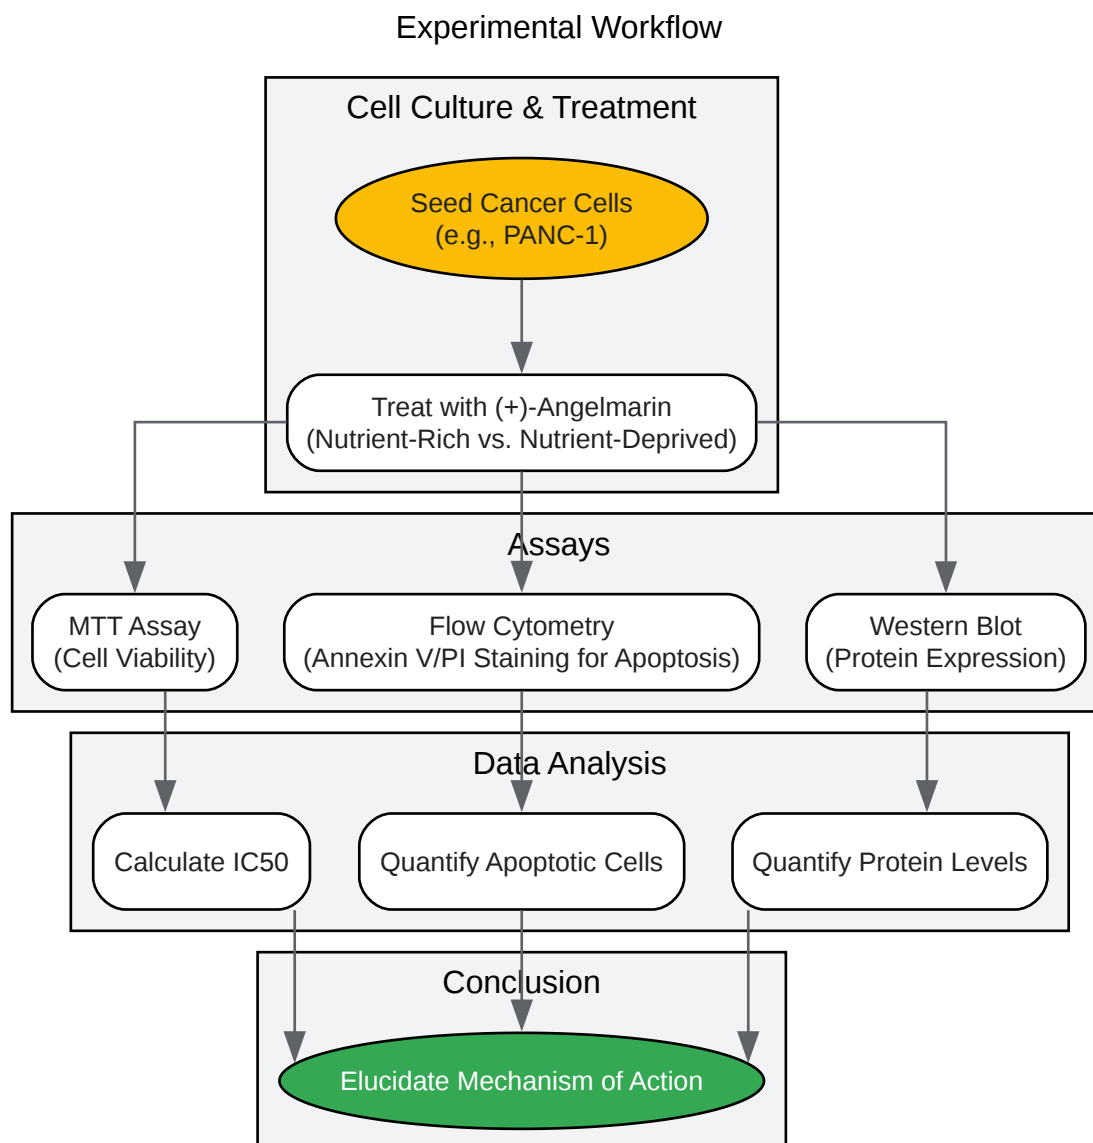 Experimental Workflow
Cell Culture & Treatment
Seed Cancer Cells
(e.g., PANC-1)
Treat with (+)-Angelmarin
(Nutrient-Rich vs. Nutrient-Deprived)
Assays
MTT Assay
(Cell Viability)
Flow Cytometry
(Annexin V/PI Staining for Apoptosis)
Western Blot
(Protein Expression)
Data Analysis
Calculate IC50
Quantify Apoptotic Cells
Quantify Protein Levels
Conclusion
Elucidate Mechanism of Action